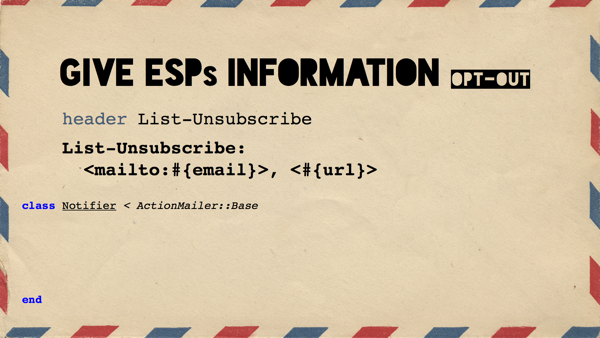 GIVE ESPs INFORMATION OPT-OUT
header List-Unsubscribe
List-Unsubscribe:
<mailto:#{email}>, <#{url}>
class Notifier < ActionMailer::Base
end